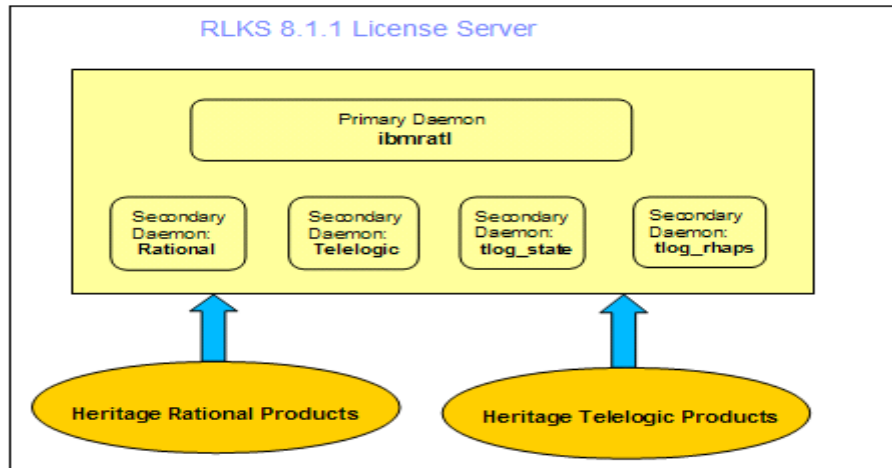 RLKS 8.1.1 License Server
Primary Daemon
ibmratl
Secondary
Daemon:
Rational
Secondary
Daemon:
Telelogic
Secondary
Daemon:
tlog_state
Secondary
Daemon:
tlog_rhaps
Heritage Rational Products
Heritage Telelogic Products